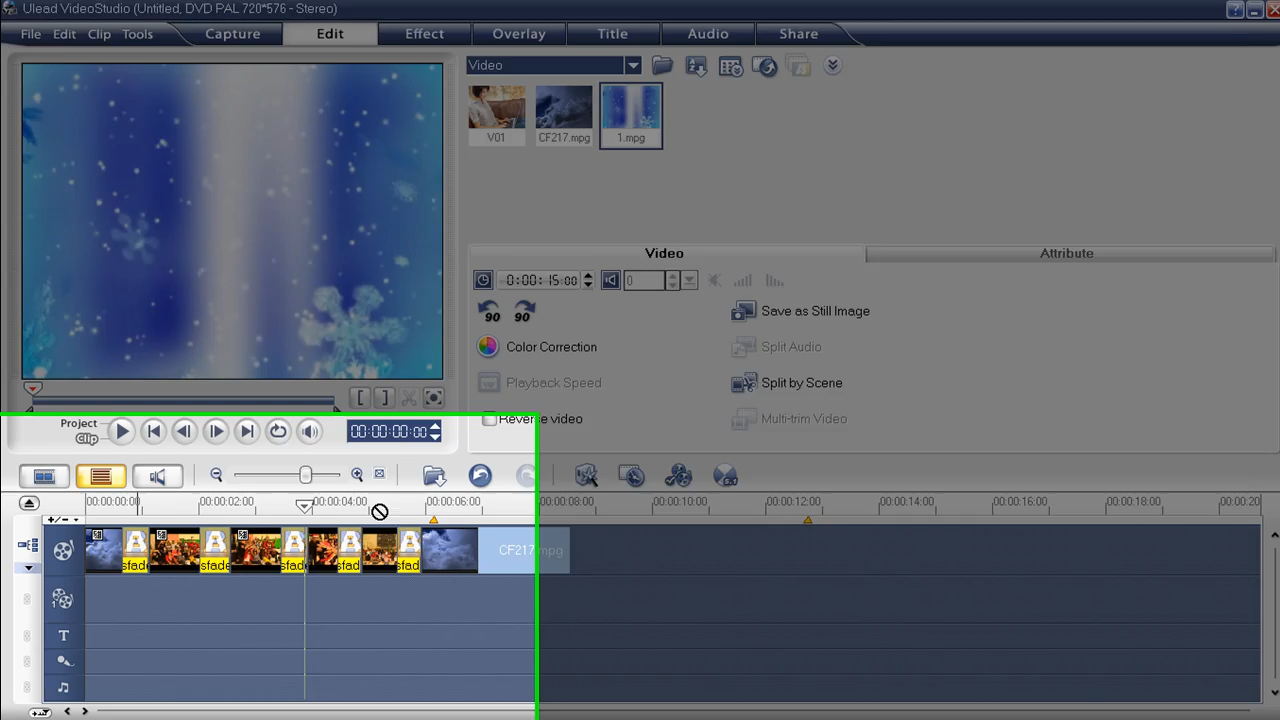 Ulead VideoStudio (Untitled, DVD PAL 720*576 - Stereo)
File Edit Clip Tools Capture Edit Effect Overlay Title Audio Share
Video
V01 CF217.mpg 1.mpg
Video Attribute
0:00:15:00 0
90 90 Save as Still Image
Color Correction Split Audio
Playback Speed Split by Scene
Reverse video Multi-trim Video
Project
Clip
00:00:00:00
00:00:00:00 00:00:02:00 00:00:04:00 00:00:06:00 00:00:08:00 00:00:10:00 00:00:12:00 00:00:14:00 00:00:16:00 00:00:18:00 00:00:20
+/-
CF217.mpg
sfade sfade sfade sfad sfad
1
T